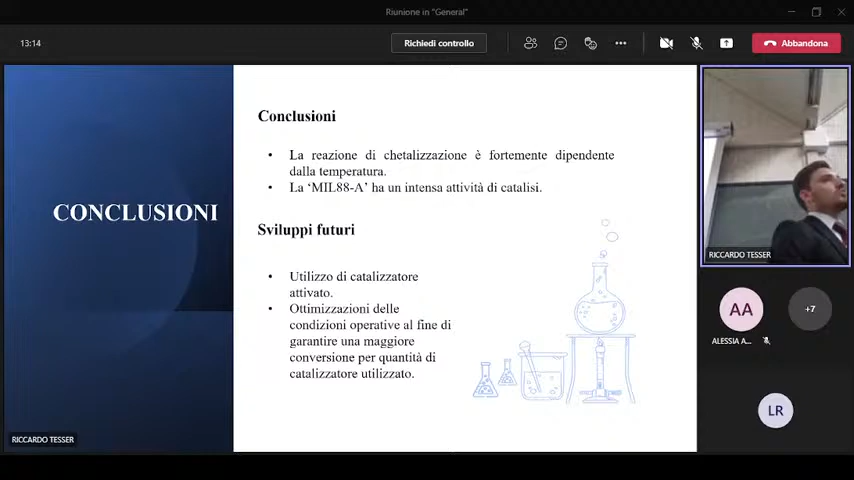 Riunione in "General"
13:14
Richiedi controllo
Abbandona
CONCLUSIONI
Conclusioni
• La reazione di chetalizzazione è fortemente dipendente
dalla temperatura.
• La ‘MIL88-A’ ha un intensa attività di catalisi.
Sviluppi futuri
• Utilizzo di catalizzatore
attivato.
• Ottimizzazioni delle
condizioni operative al fine di
garantire una maggiore
conversione per quantità di
catalizzatore utilizzato.
RICCARDO TESSER
RICCARDO TESSER
AA
+7
ALESSIA A...
LR